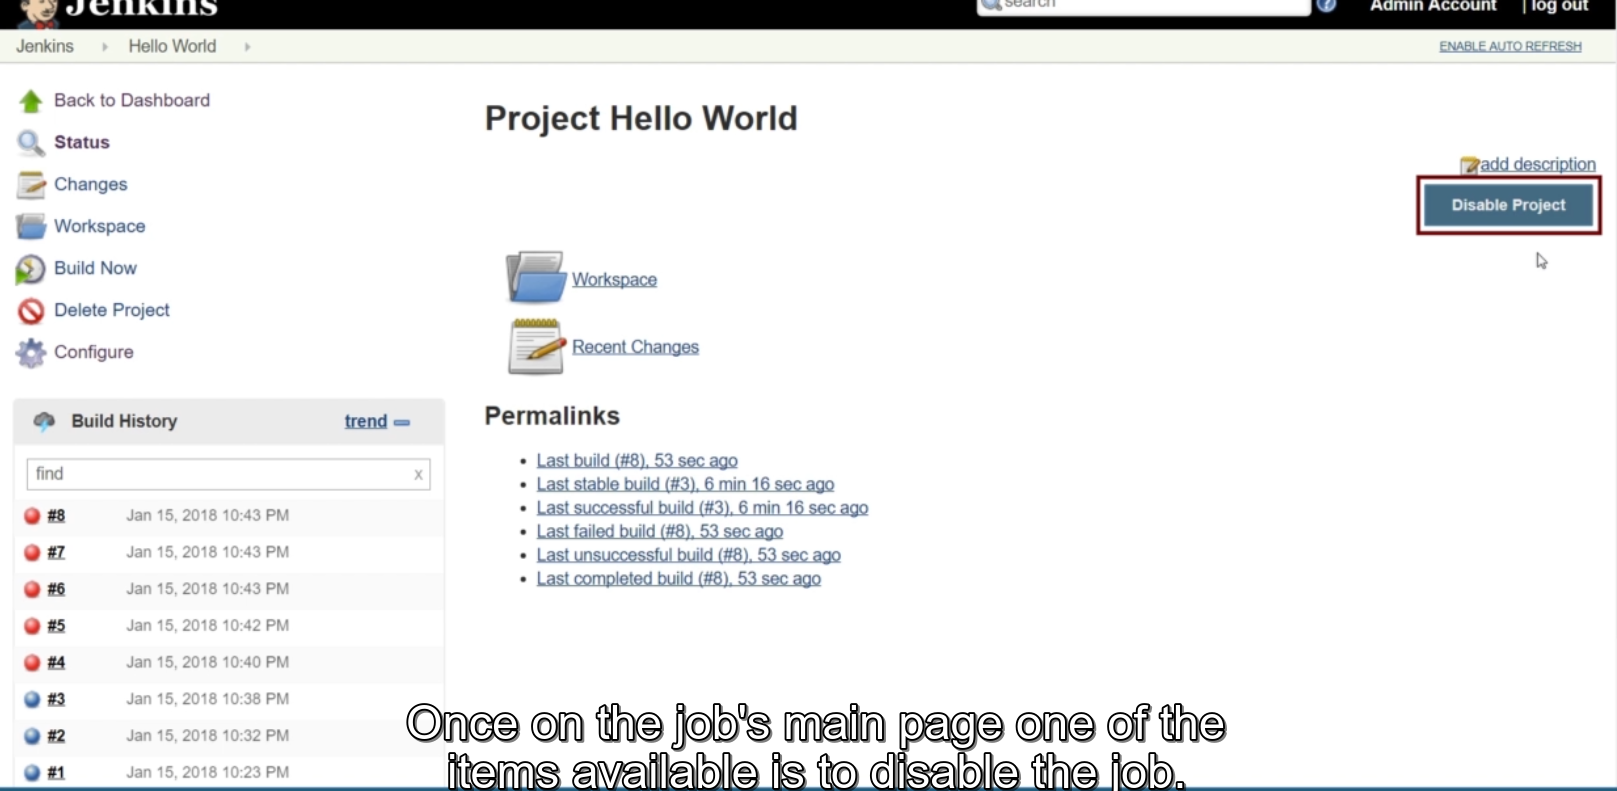 Jenkins
search
Admin Account | log out
Jenkins Hello World
ENABLE AUTO REFRESH
Back to Dashboard
Status
Changes
Workspace
Build Now
Delete Project
Configure
Build History trend
find x
#8 Jan 15, 2018 10:43 PM
#7 Jan 15, 2018 10:43 PM
#6 Jan 15, 2018 10:43 PM
#5 Jan 15, 2018 10:42 PM
#4 Jan 15, 2018 10:40 PM
#3 Jan 15, 2018 10:38 PM
#2 Jan 15, 2018 10:32 PM
#1 Jan 15, 2018 10:23 PM
Project Hello World
add description
Disable Project
Workspace
Recent Changes
Permalinks
• Last build (#8), 53 sec ago
• Last stable build (#3), 6 min 16 sec ago
• Last successful build (#3), 6 min 16 sec ago
• Last failed build (#8), 53 sec ago
• Last unsuccessful build (#8), 53 sec ago
• Last completed build (#8), 53 sec ago
Once on the job's main page one of the
items available is to disable the job.